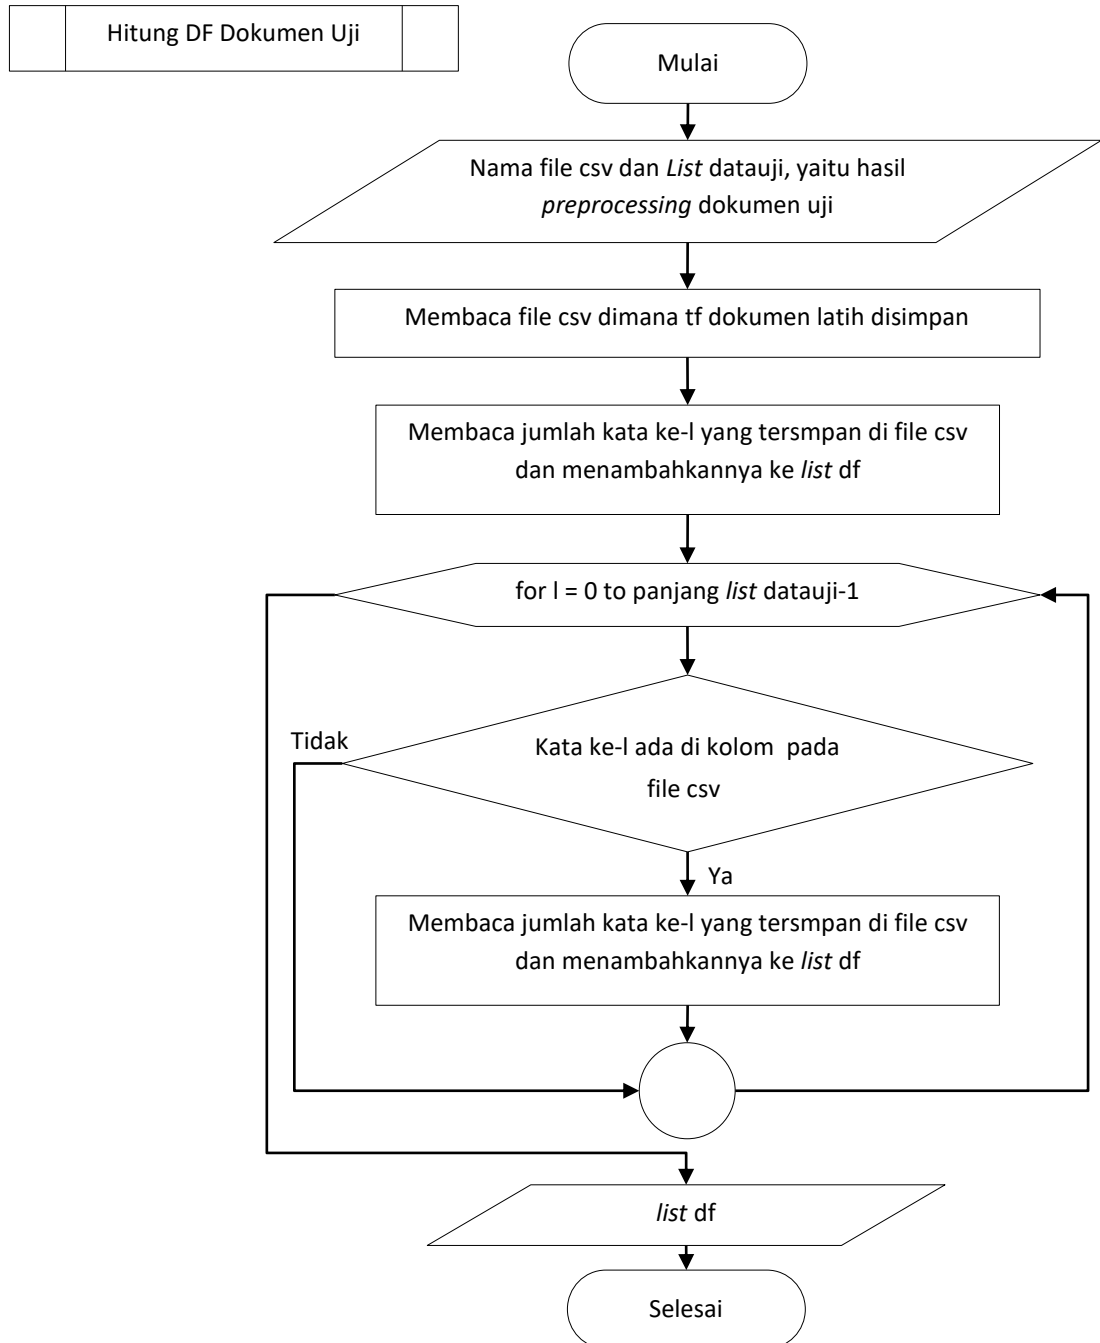 Hitung DF Dokumen Uji
Mulai
Nama file csv dan List datauji, yaitu hasil
preprocessing dokumen uji
Membaca file csv dimana tf dokumen latih disimpan
Membaca jumlah kata ke-l yang tersmpan di file csv
dan menambahkannya ke list df
for l = 0 to panjang list datauji-1
Tidak
Kata ke-l ada di kolom pada
file csv
Ya
Membaca jumlah kata ke-l yang tersmpan di file csv
dan menambahkannya ke list df
list df
Selesai